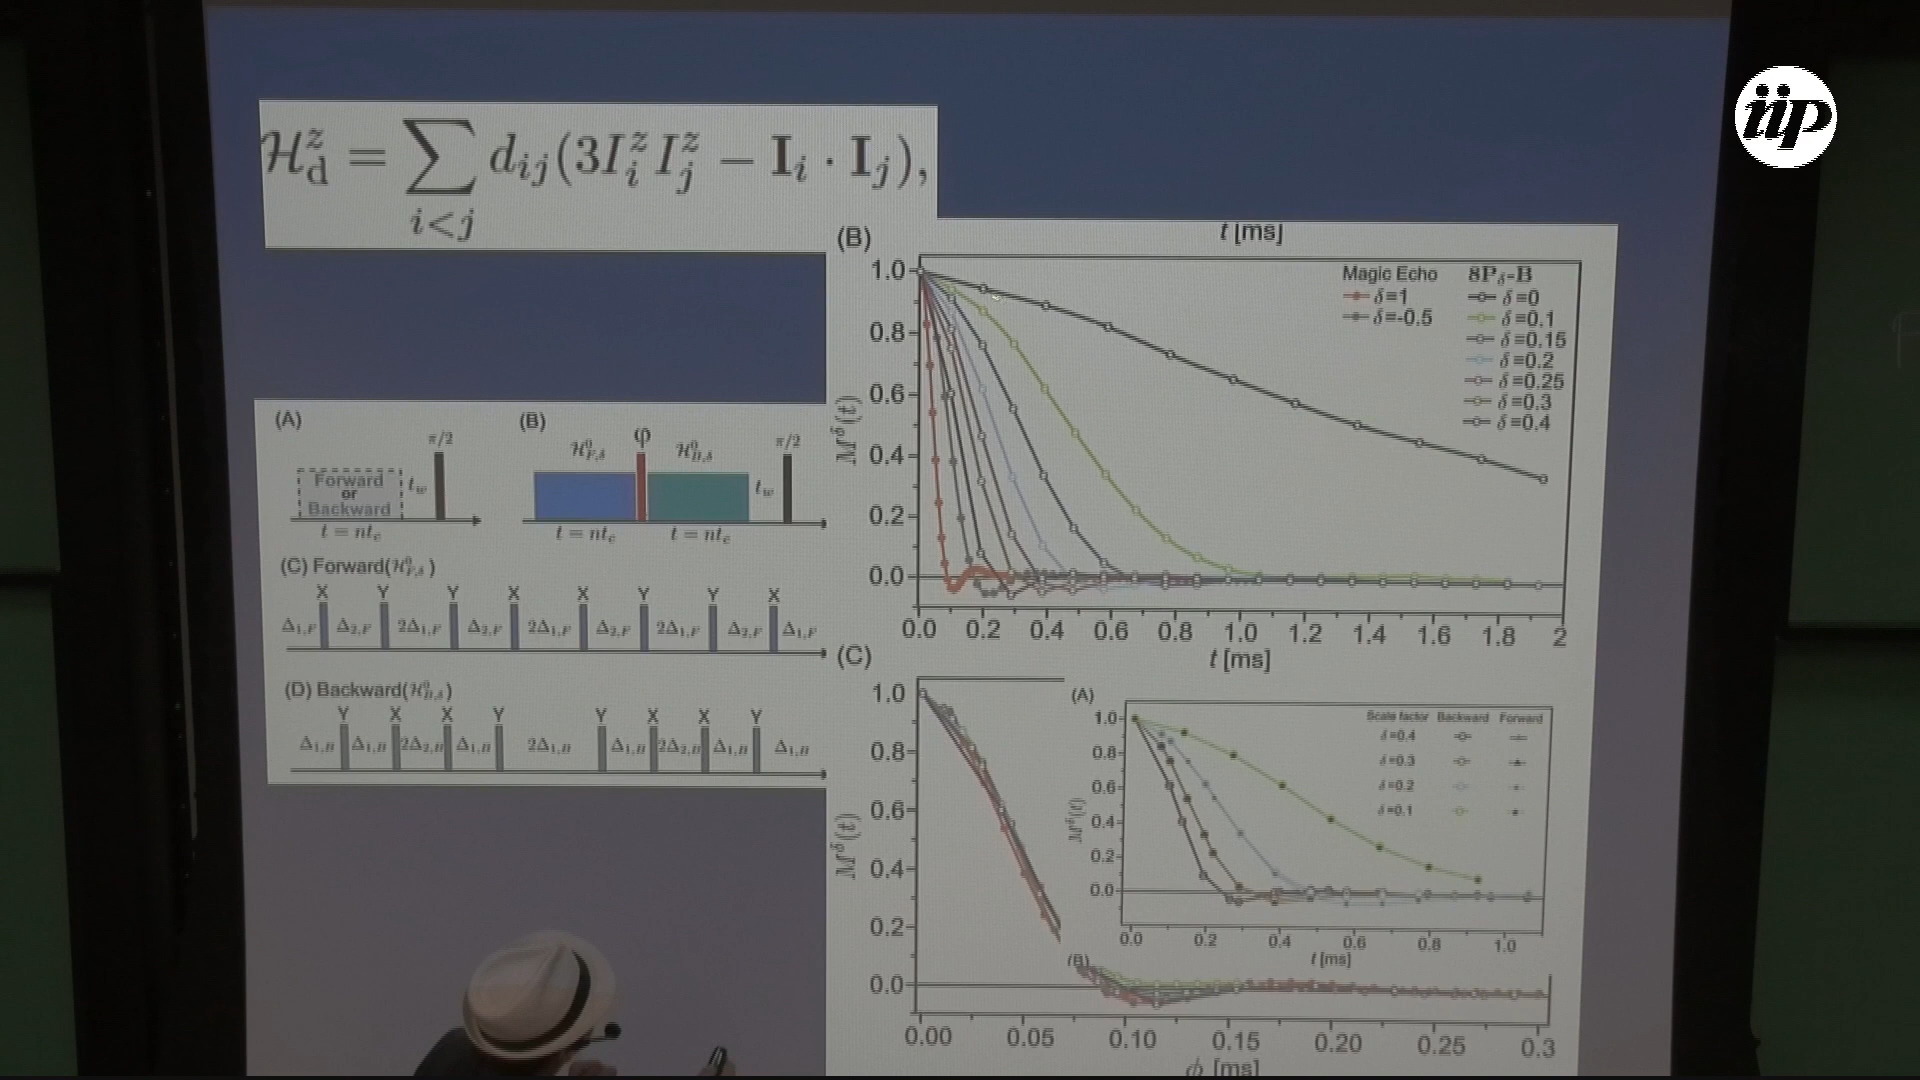 iip
ℋ_d^z = ∑_{i<j} d_{ij}(3I_i^z I_j^z − I_i · I_j),
(B)
t [ms]
Magic Echo
δ=1
δ=-0.5
8P_δ-B
δ=0
δ=0.1
δ=0.15
δ=0.2
δ=0.25
δ=0.3
δ=0.4
1.0
0.8
0.6
0.4
0.2
0.0
0.0 0.2 0.4 0.6 0.8 1.0 1.2 1.4 1.6 1.8 2
t [ms]
(A)
π/2
Forward
or
Backward
t_w
t = nt_c
(B)
φ
π/2
t_w
t = nt_c t = nt_c
(C) Forward(
X Y Y X X Y Y X
Δ_{1,F} Δ_{2,F} 2Δ_{1,F} Δ_{2,F} 2Δ_{1,F} Δ_{2,F} 2Δ_{1,F} Δ_{2,F} Δ_{1,F}
(D) Backward(
Y X X Y Y X X Y
Δ_{1,B} Δ_{1,B} 2Δ_{2,B} Δ_{1,B} 2Δ_{1,B} Δ_{1,B} 2Δ_{2,B} Δ_{1,B} Δ_{1,B}
(C)
1.0
0.8
0.6
0.4
0.2
0.0
0.00 0.05 0.10 0.15 0.20 0.25 0.3
ϕ [ms]
(A)
Scale factor Backward Forward
δ=0.4
δ=0.3
δ=0.2
δ=0.1
1.0
0.8
0.6
0.4
0.2
0.0
0.0 0.2 0.4 0.6 0.8 1.0
t [ms]
(B)